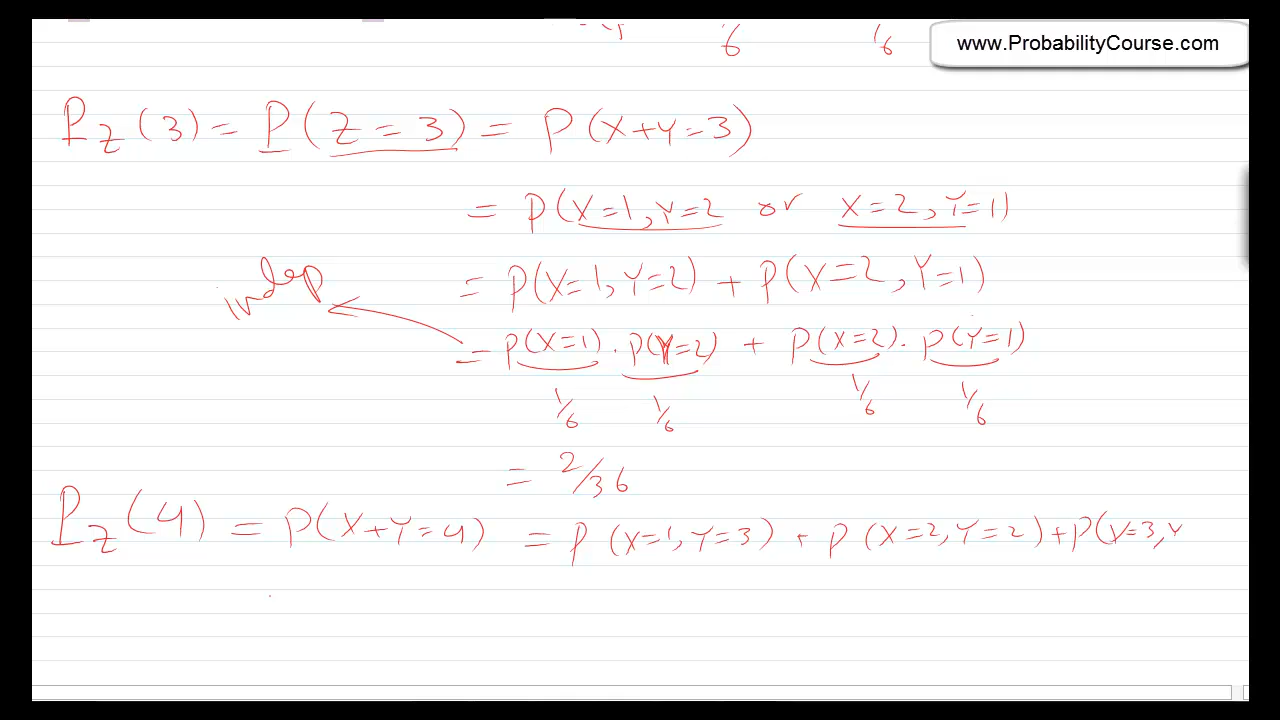 6 1/6 www.ProbabilityCourse.com
P_Z(3) = P(Z=3) = P(X+Y=3)
= P(X=1, Y=2 or X=2, Y=1)
indep = P(X=1, Y=2) + P(X=2, Y=1)
= P(X=1) . P(Y=2) + P(X=2) . P(Y=1)
1/6 1/6 1/6 1/6
= 2/36
P_Z(4) = P(X+Y=4) = P(X=1, Y=3) + P(X=2, Y=2) + P(X=3, Y